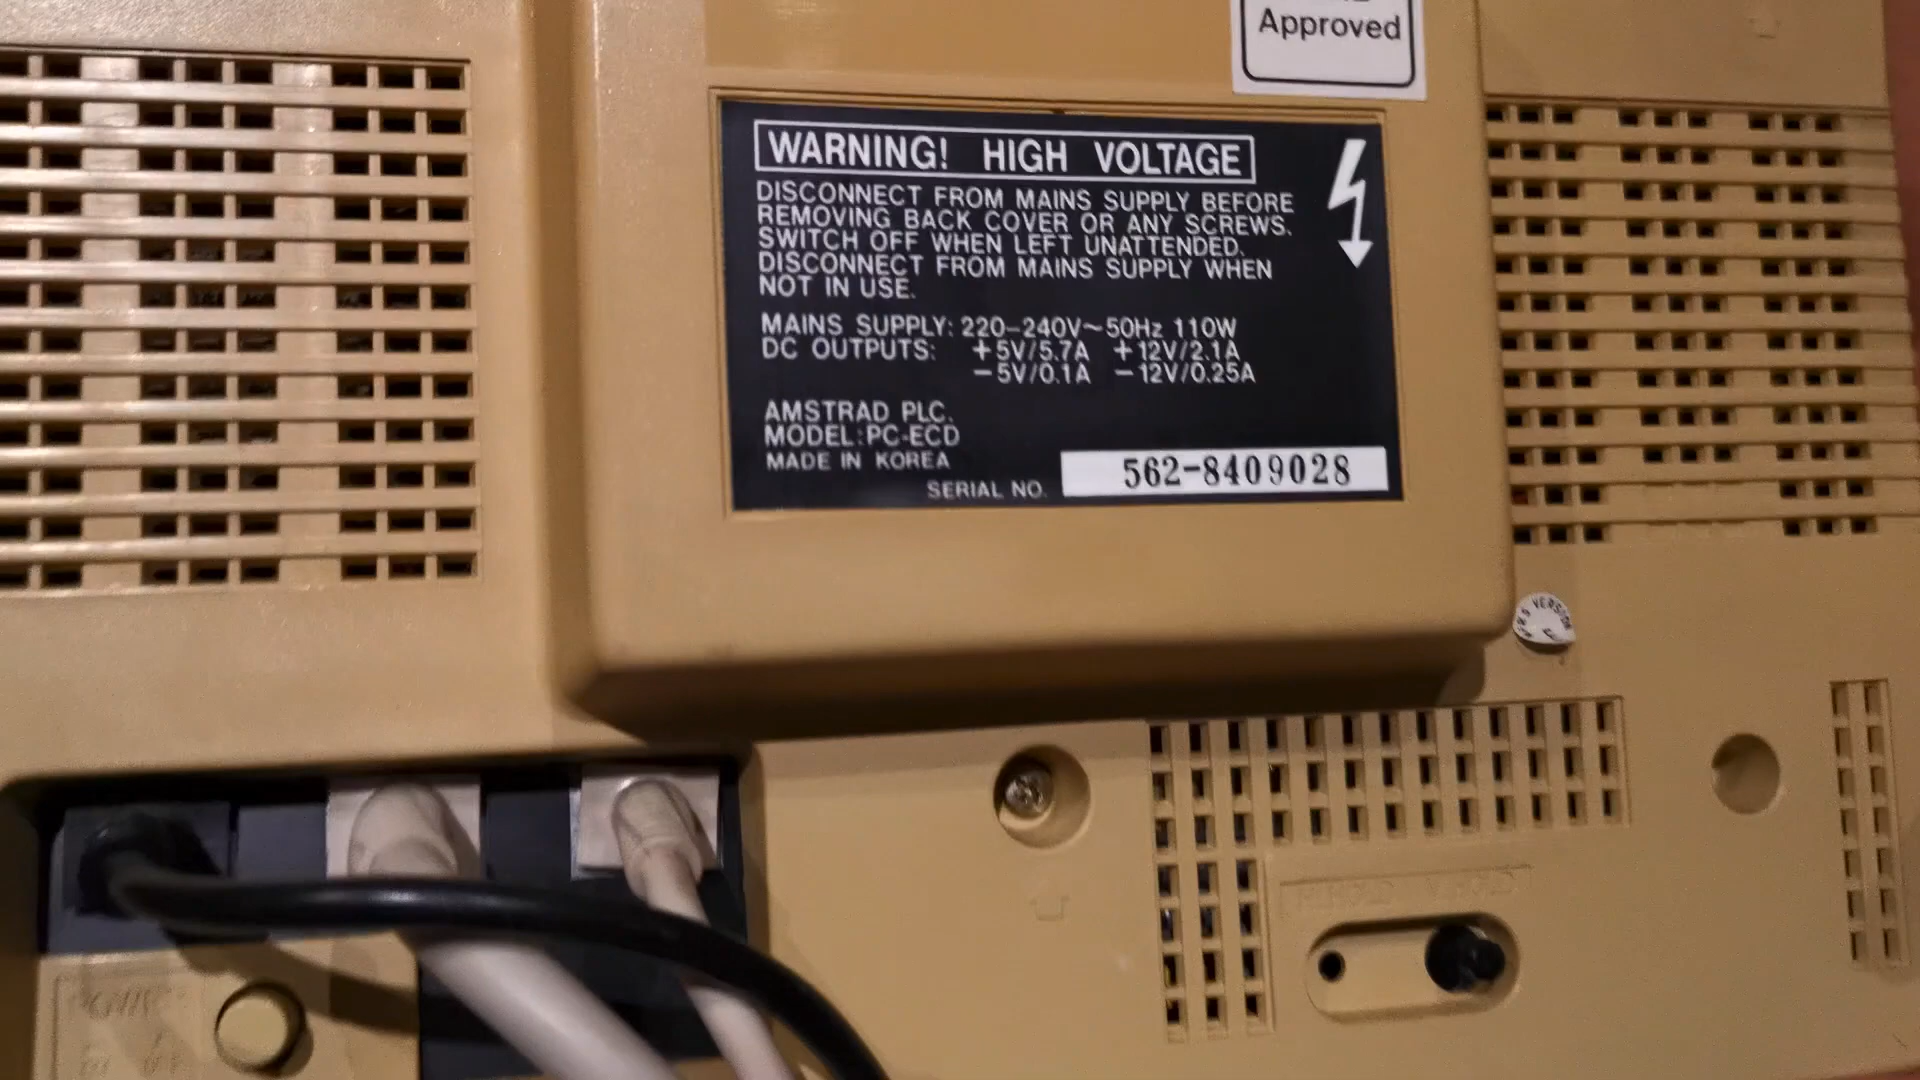 Approved
WARNING! HIGH VOLTAGE
DISCONNECT FROM MAINS SUPPLY BEFORE
REMOVING BACK COVER OR ANY SCREWS.
SWITCH OFF WHEN LEFT UNATTENDED.
DISCONNECT FROM MAINS SUPPLY WHEN
NOT IN USE.
MAINS SUPPLY: 220-240V~50Hz 110W
DC OUTPUTS: +5V/5.7A +12V/2.1A
-5V/0.1A -12V/0.25A
AMSTRAD PLC.
MODEL:PC-ECD
MADE IN KOREA
SERIAL NO. 562-8409028
VERSION
V.HOLD